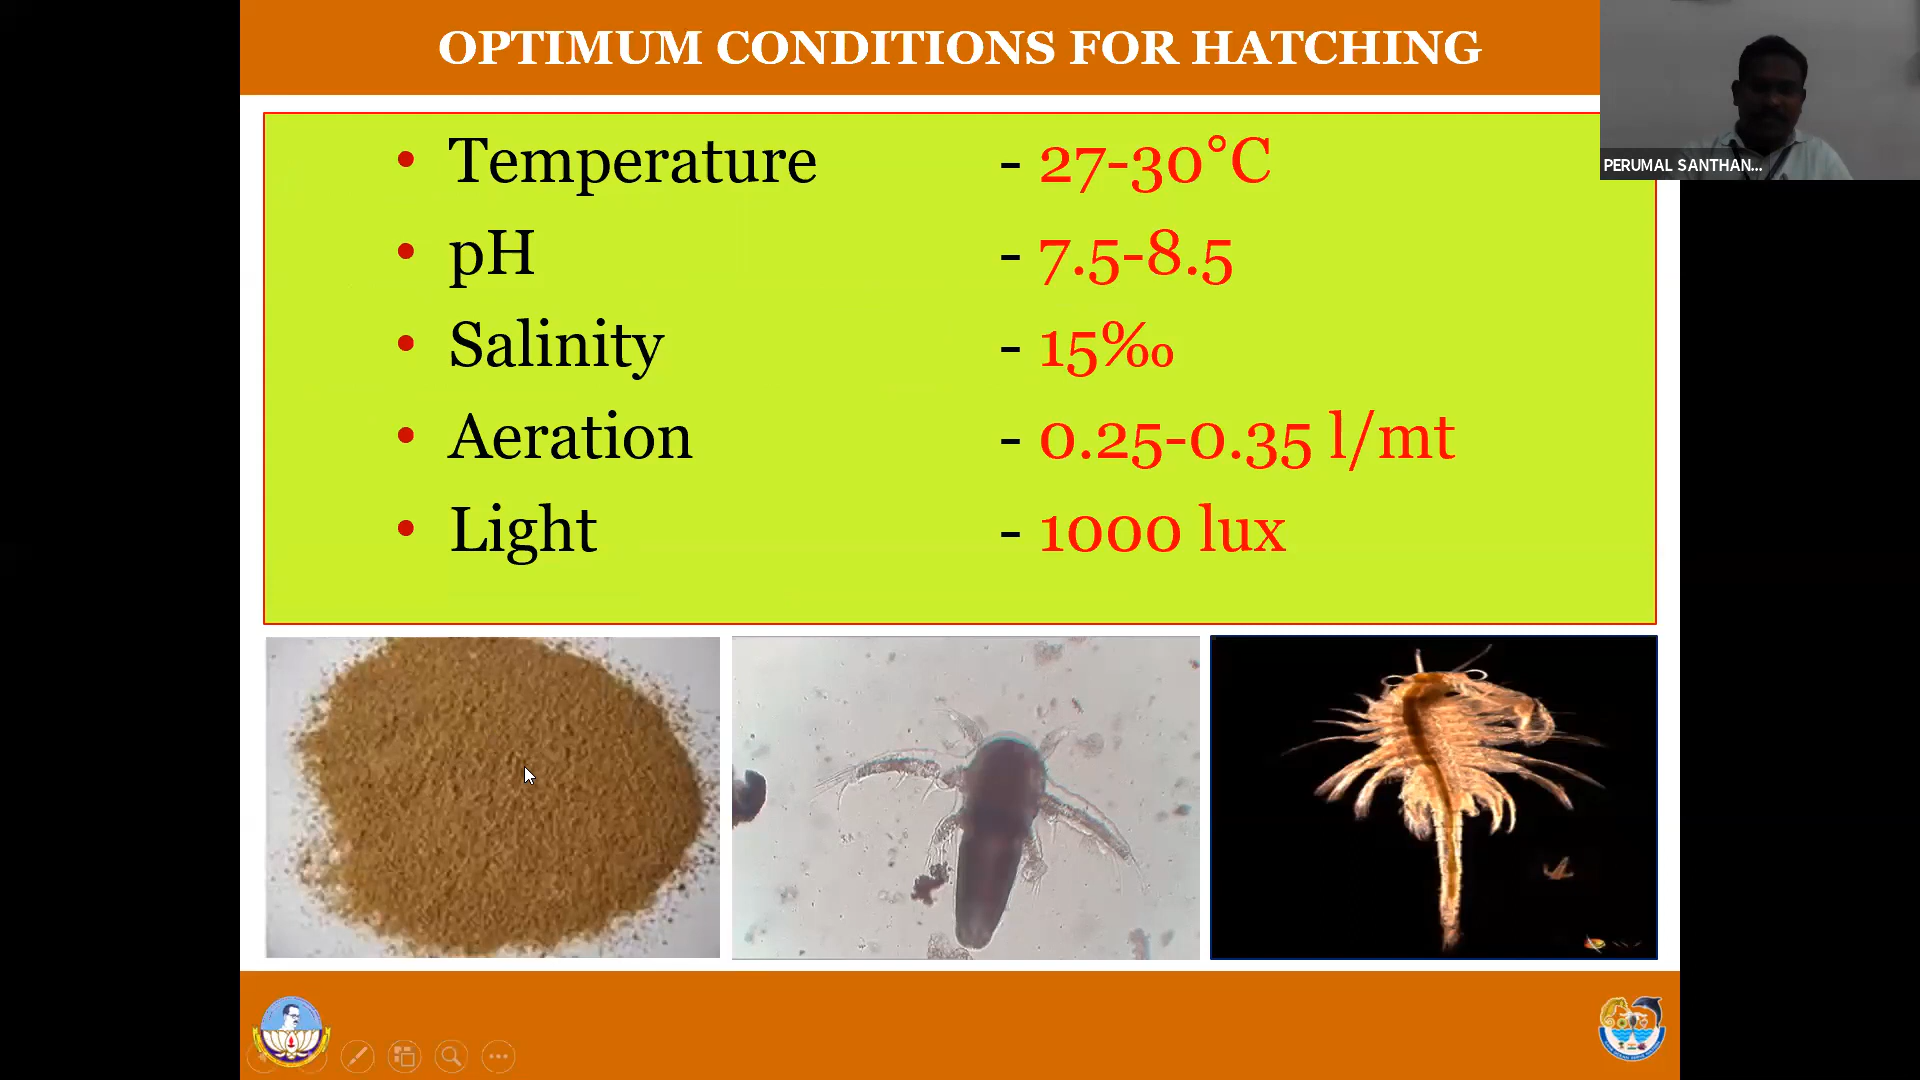 OPTIMUM CONDITIONS FOR HATCHING
PERUMAL SANTHAN...
• Temperature - 27-30°C
• pH - 7.5-8.5
• Salinity - 15‰
• Aeration - 0.25-0.35 l/mt
• Light - 1000 lux